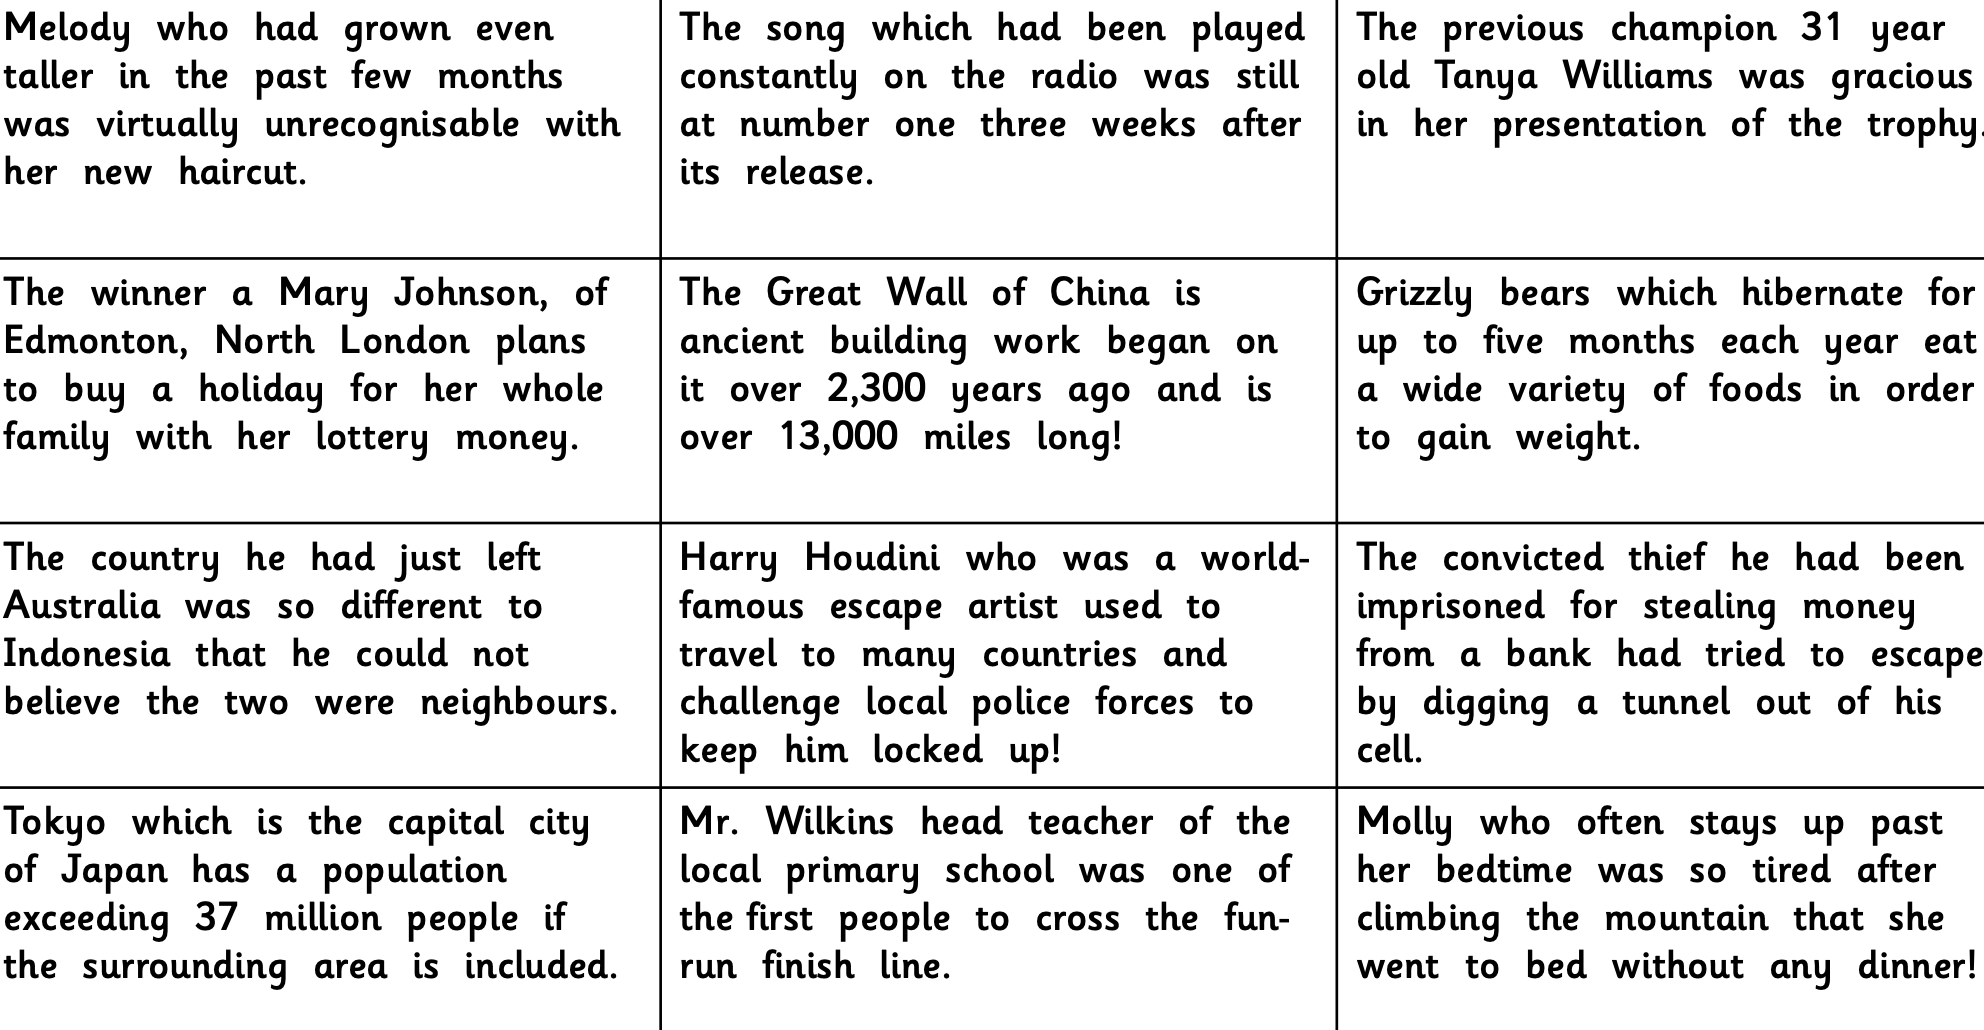 Melody who had grown even
taller in the past few months
was virtually unrecognisable with
her new haircut.
The song which had been played
constantly on the radio was still
at number one three weeks after
its release.
The previous champion 31 year
old Tanya Williams was gracious
in her presentation of the trophy.
The winner a Mary Johnson, of
Edmonton, North London plans
to buy a holiday for her whole
family with her lottery money.
The Great Wall of China is
ancient building work began on
it over 2,300 years ago and is
over 13,000 miles long!
Grizzly bears which hibernate for
up to five months each year eat
a wide variety of foods in order
to gain weight.
The country he had just left
Australia was so different to
Indonesia that he could not
believe the two were neighbours.
Harry Houdini who was a world-
famous escape artist used to
travel to many countries and
challenge local police forces to
keep him locked up!
The convicted thief he had been
imprisoned for stealing money
from a bank had tried to escape
by digging a tunnel out of his
cell.
Tokyo which is the capital city
of Japan has a population
exceeding 37 million people if
the surrounding area is included.
Mr. Wilkins head teacher of the
local primary school was one of
the first people to cross the fun-
run finish line.
Molly who often stays up past
her bedtime was so tired after
climbing the mountain that she
went to bed without any dinner!